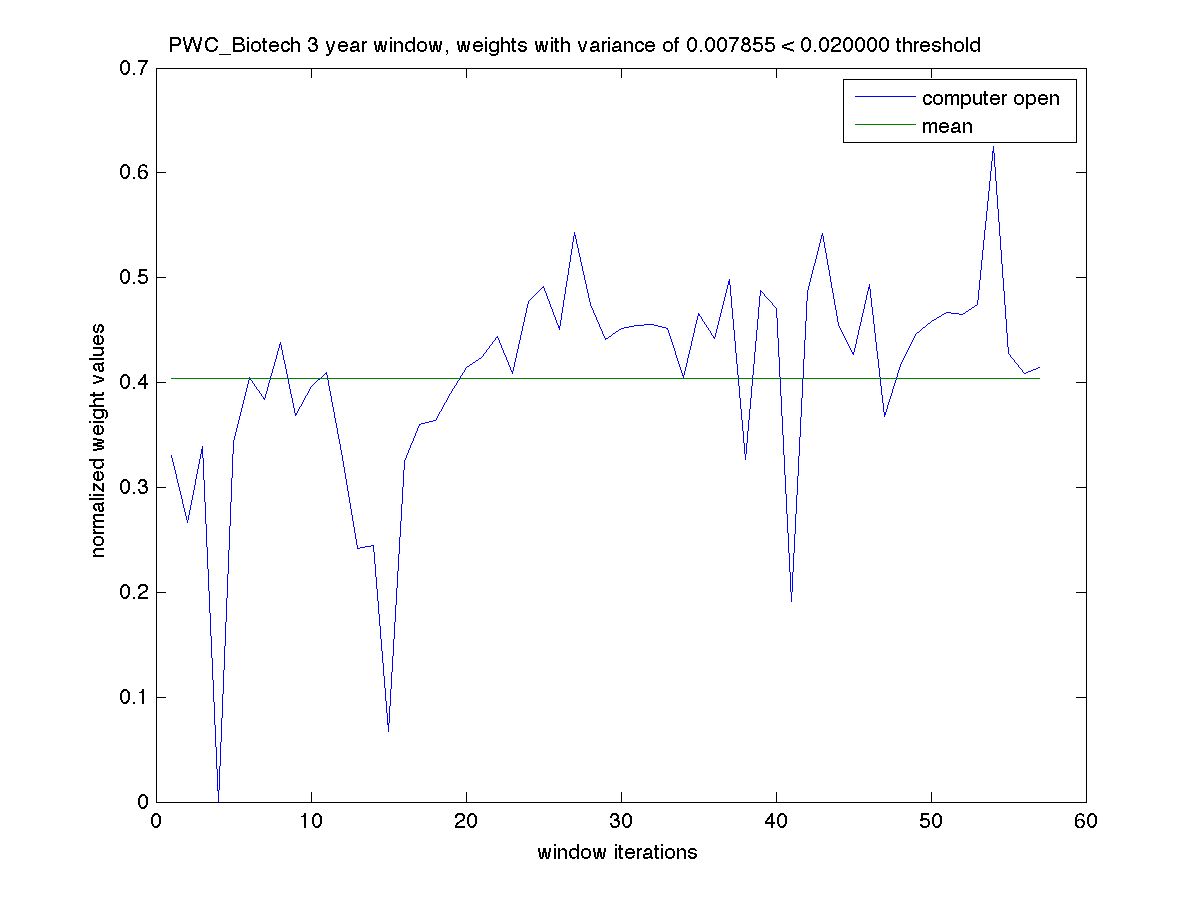 PWC_Biotech 3 year window, weights with variance of 0.007855 < 0.020000 threshold
0.7
computer open
mean
0.6
0.5
0.4
0.3
0.2
0.1
0
normalized weight values
0 10 20 30 40 50 60
window iterations